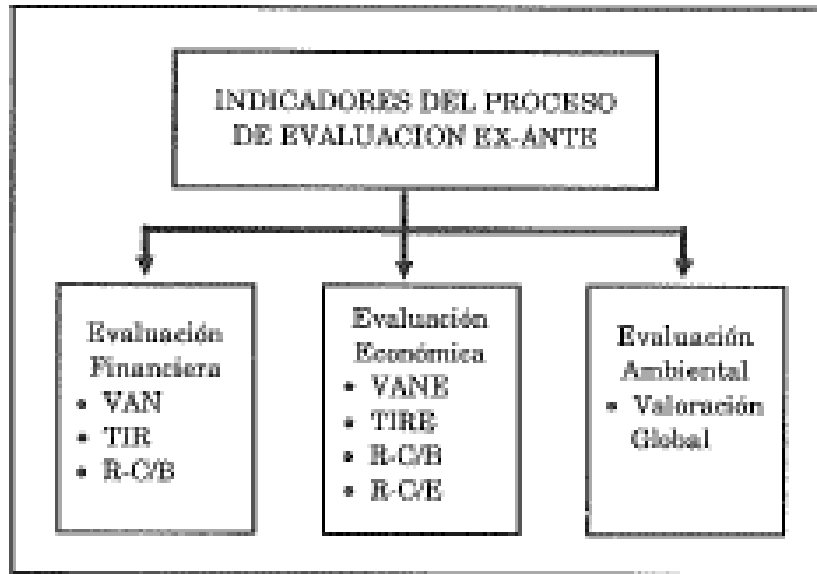 INDICADORES DEL PROCESO
DE EVALUACION EX-ANTE
Evaluación
Financiera
• VAN
• TIR
• R-C/B
Evaluación
Económica
• VANE
• TIRE
• R-C/B
• R-C/E
Evaluación
Ambiental
• Valoración
Global